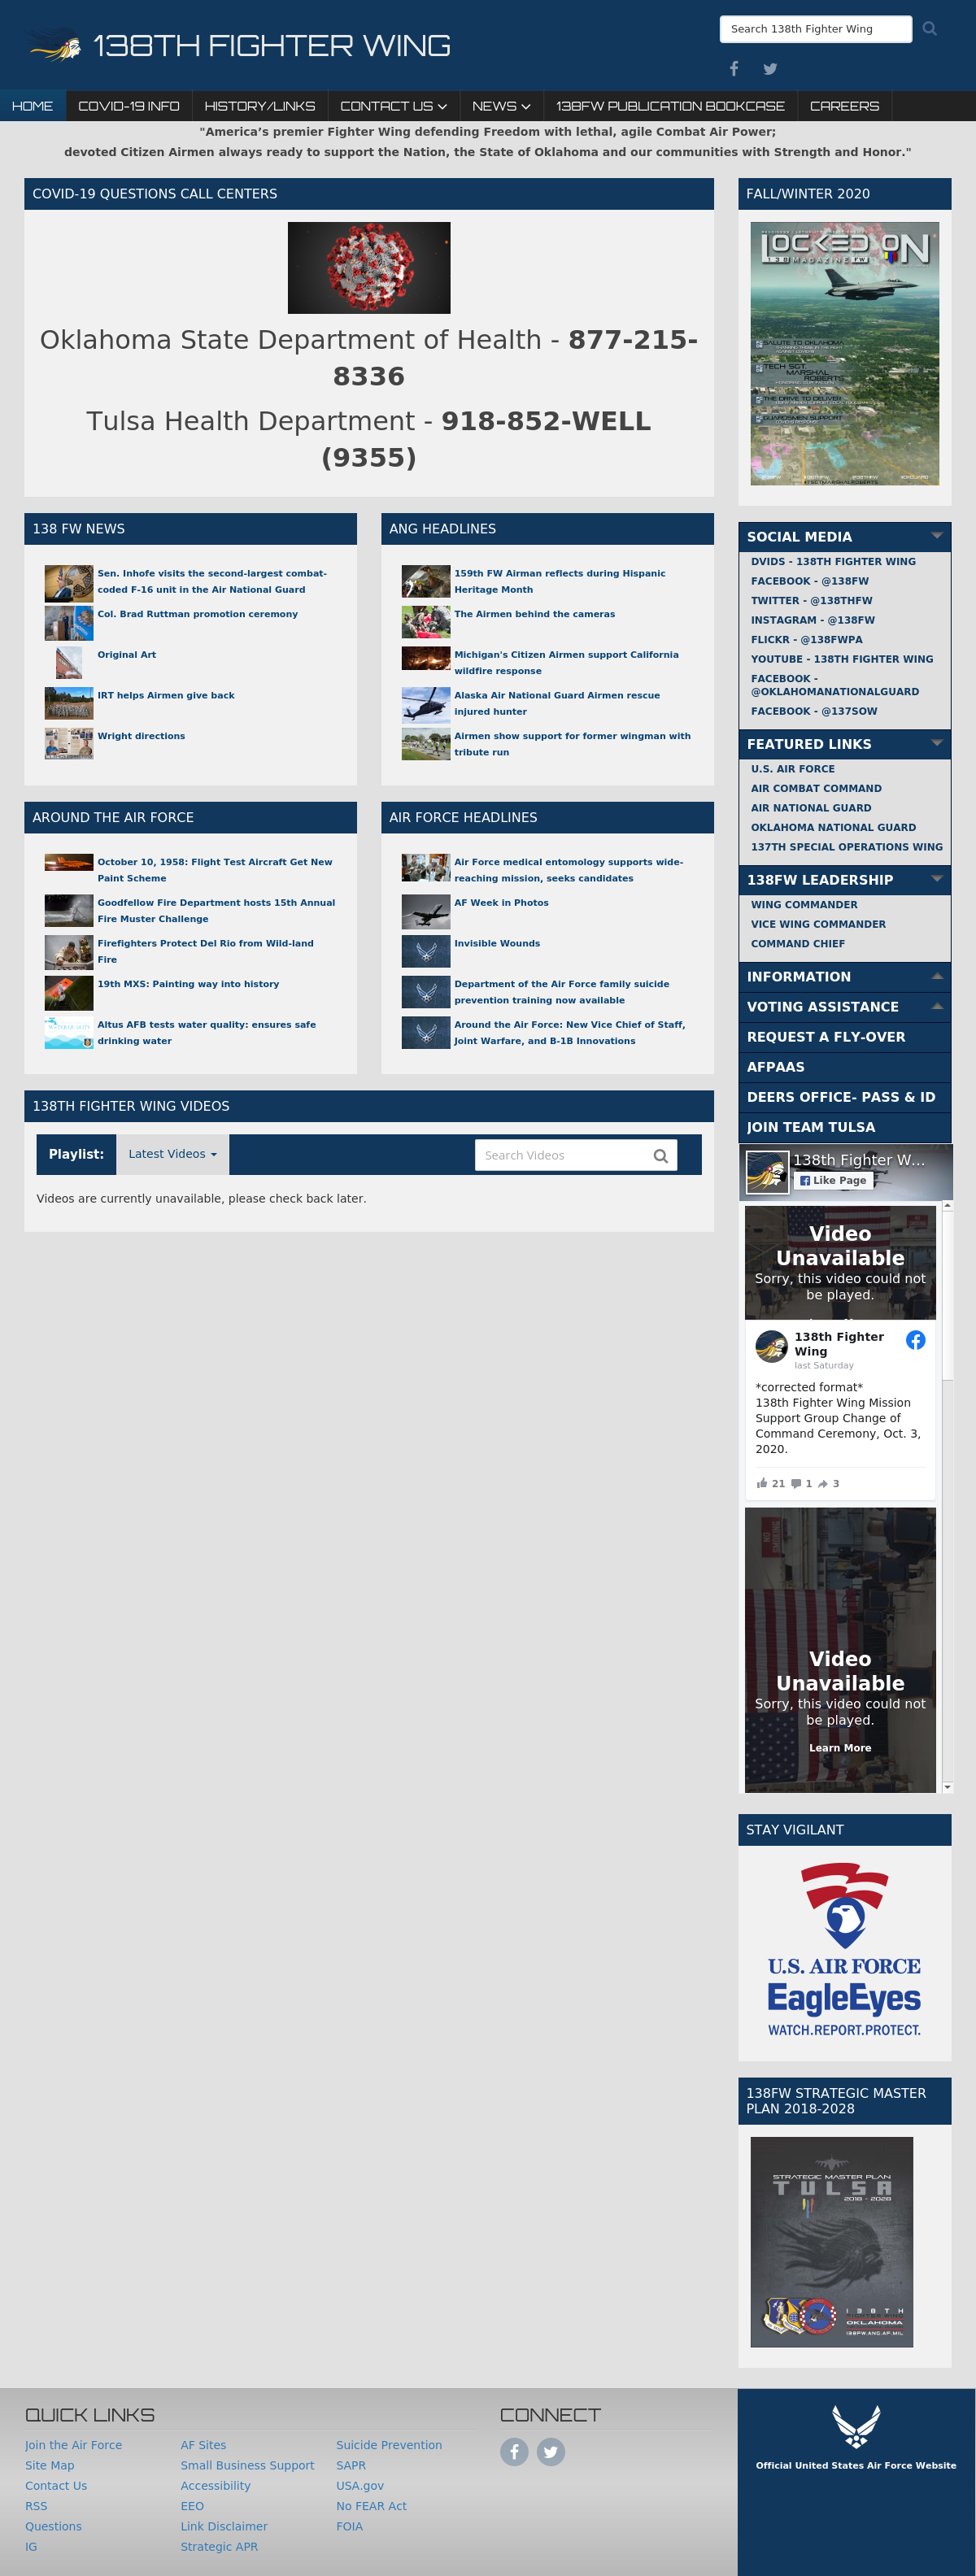 138TH FIGHTER WING
Search 138th Fighter Wing
HOME
COVID-19 INFO
HISTORY/LINKS
CONTACT US
NEWS
138FW PUBLICATION BOOKCASE
CAREERS
"America's premier Fighter Wing defending Freedom with lethal, agile Combat Air Power;
devoted Citizen Airmen always ready to support the Nation, the State of Oklahoma and our communities with Strength and Honor."
COVID-19 QUESTIONS CALL CENTERS
Oklahoma State Department of Health - 877-215-
8336
Tulsa Health Department - 918-852-WELL
(9355)
138 FW NEWS
Sen. Inhofe visits the second-largest combat-
coded F-16 unit in the Air National Guard
Col. Brad Ruttman promotion ceremony
Original Art
IRT helps Airmen give back
Wright directions
ANG HEADLINES
159th FW Airman reflects during Hispanic
Heritage Month
The Airmen behind the cameras
Michigan's Citizen Airmen support California
wildfire response
Alaska Air National Guard Airmen rescue
injured hunter
Airmen show support for former wingman with
tribute run
AROUND THE AIR FORCE
October 10, 1958: Flight Test Aircraft Get New
Paint Scheme
Goodfellow Fire Department hosts 15th Annual
Fire Muster Challenge
Firefighters Protect Del Rio from Wild-land
Fire
19th MXS: Painting way into history
Altus AFB tests water quality: ensures safe
drinking water
AIR FORCE HEADLINES
Air Force medical entomology supports wide-
reaching mission, seeks candidates
AF Week in Photos
Invisible Wounds
Department of the Air Force family suicide
prevention training now available
Around the Air Force: New Vice Chief of Staff,
Joint Warfare, and B-1B Innovations
138TH FIGHTER WING VIDEOS
Playlist:
Latest Videos
Search Videos
Videos are currently unavailable, please check back later.
FALL/WINTER 2020
LOCKED ON
MAGAZINE
SALUTE TO OKLAHOMA
TECH SGT.
MARSHAL
ROBERTS
THE DRIVE TO DELIVER
GUARDSMEN SUPPORT
SOCIAL MEDIA
DVIDS - 138TH FIGHTER WING
FACEBOOK - @138FW
TWITTER - @138THFW
INSTAGRAM - @138FW
FLICKR - @138FWPA
YOUTUBE - 138TH FIGHTER WING
FACEBOOK -
@OKLAHOMANATIONALGUARD
FACEBOOK - @137SOW
FEATURED LINKS
U.S. AIR FORCE
AIR COMBAT COMMAND
AIR NATIONAL GUARD
OKLAHOMA NATIONAL GUARD
137TH SPECIAL OPERATIONS WING
138FW LEADERSHIP
WING COMMANDER
VICE WING COMMANDER
COMMAND CHIEF
INFORMATION
VOTING ASSISTANCE
REQUEST A FLY-OVER
AFPAAS
DEERS OFFICE- PASS & ID
JOIN TEAM TULSA
138th Fighter W...
Like Page
Video
Unavailable
Sorry, this video could not
be played.
138th Fighter
Wing
last Saturday
*corrected format*
138th Fighter Wing Mission
Support Group Change of
Command Ceremony, Oct. 3,
2020.
21 1 3
NO SMOKING
Video
Unavailable
Sorry, this video could not
be played.
Learn More
STAY VIGILANT
U.S. AIR FORCE
EagleEyes
WATCH.REPORT.PROTECT.
138FW STRATEGIC MASTER
PLAN 2018-2028
STRATEGIC MASTER PLAN
TULSA
2018 - 2028
138TH
OKLAHOMA
138FW.ANG.AF.MIL
QUICK LINKS
Join the Air Force
Site Map
Contact Us
RSS
Questions
IG
AF Sites
Small Business Support
Accessibility
EEO
Link Disclaimer
Strategic APR
Suicide Prevention
SAPR
USA.gov
No FEAR Act
FOIA
CONNECT
Official United States Air Force Website